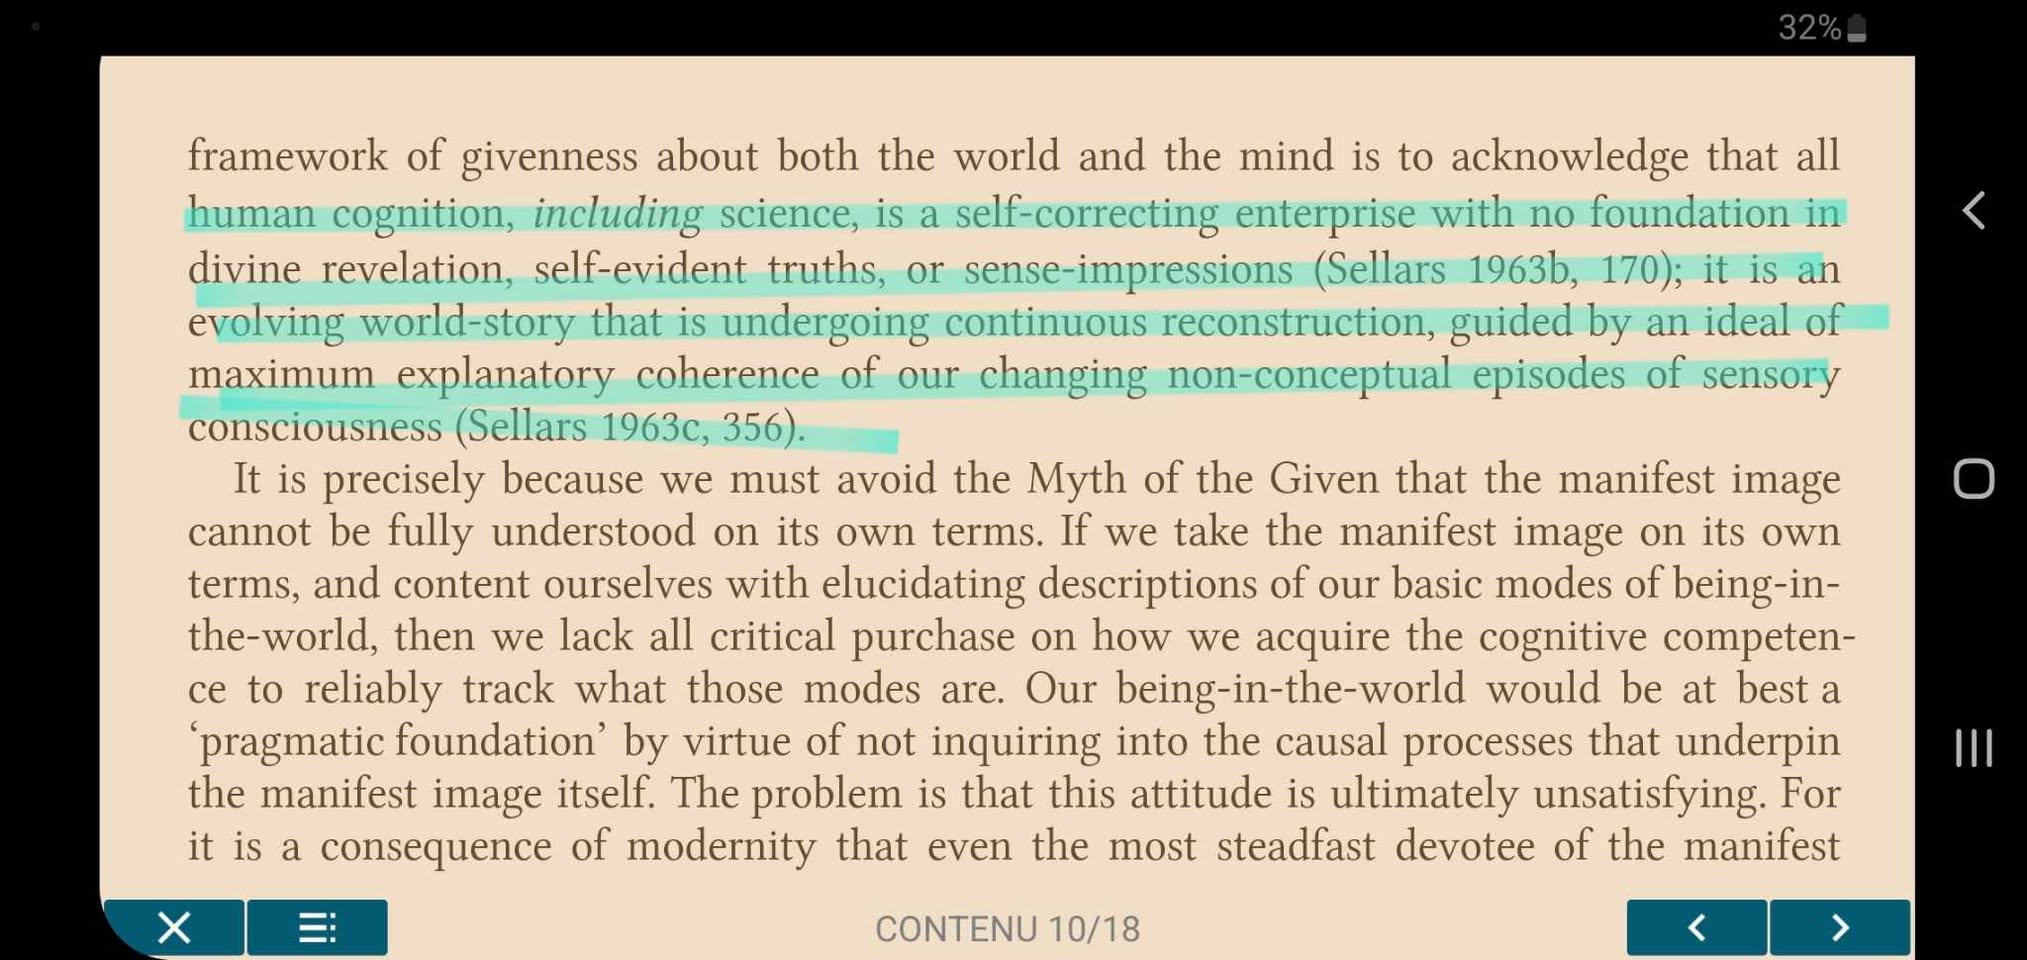 32%
framework of givenness about both the world and the mind is to acknowledge that all
human cognition, including science, is a self-correcting enterprise with no foundation in
divine revelation, self-evident truths, or sense-impressions (Sellars 1963b, 170); it is an
evolving world-story that is undergoing continuous reconstruction, guided by an ideal of
maximum explanatory coherence of our changing non-conceptual episodes of sensory
consciousness (Sellars 1963c, 356).
It is precisely because we must avoid the Myth of the Given that the manifest image
cannot be fully understood on its own terms. If we take the manifest image on its own
terms, and content ourselves with elucidating descriptions of our basic modes of being-in-
the-world, then we lack all critical purchase on how we acquire the cognitive competen-
ce to reliably track what those modes are. Our being-in-the-world would be at best a
‘pragmatic foundation’ by virtue of not inquiring into the causal processes that underpin
the manifest image itself. The problem is that this attitude is ultimately unsatisfying. For
it is a consequence of modernity that even the most steadfast devotee of the manifest
CONTENU 10/18